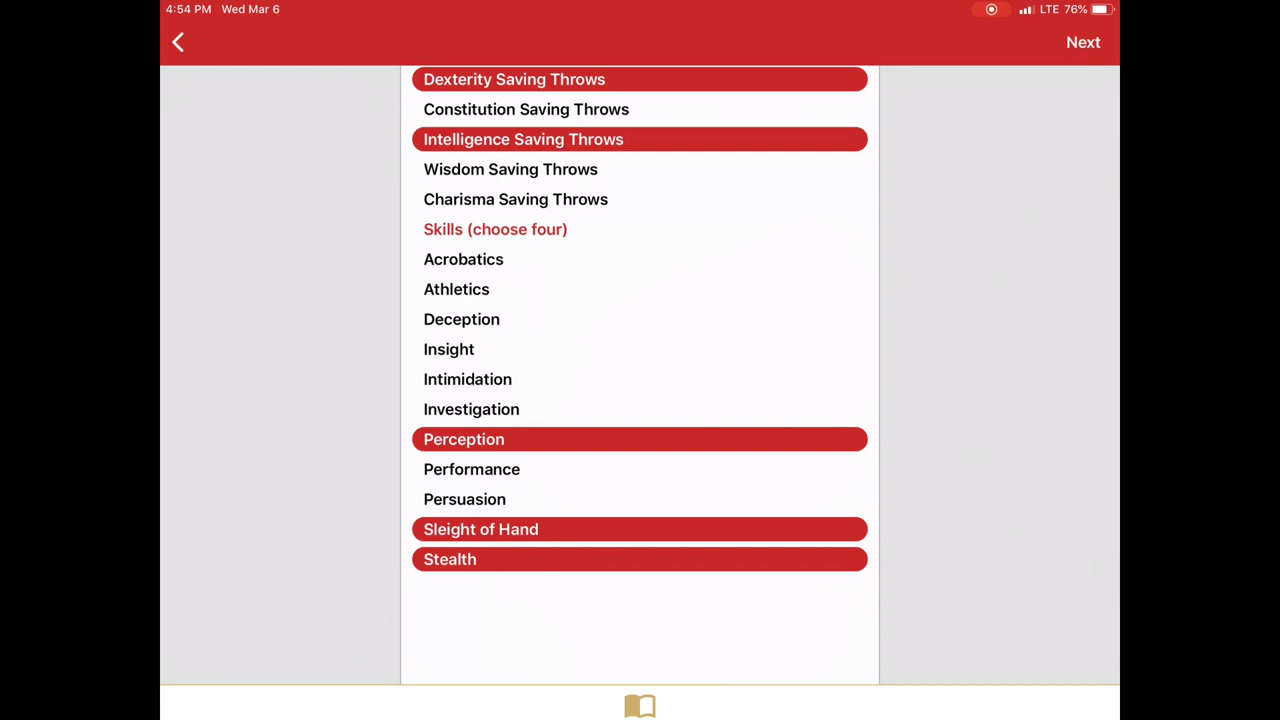 4:54 PM Wed Mar 6 LTE 76%
Next
Dexterity Saving Throws
Constitution Saving Throws
Intelligence Saving Throws
Wisdom Saving Throws
Charisma Saving Throws
Skills (choose four)
Acrobatics
Athletics
Deception
Insight
Intimidation
Investigation
Perception
Performance
Persuasion
Sleight of Hand
Stealth